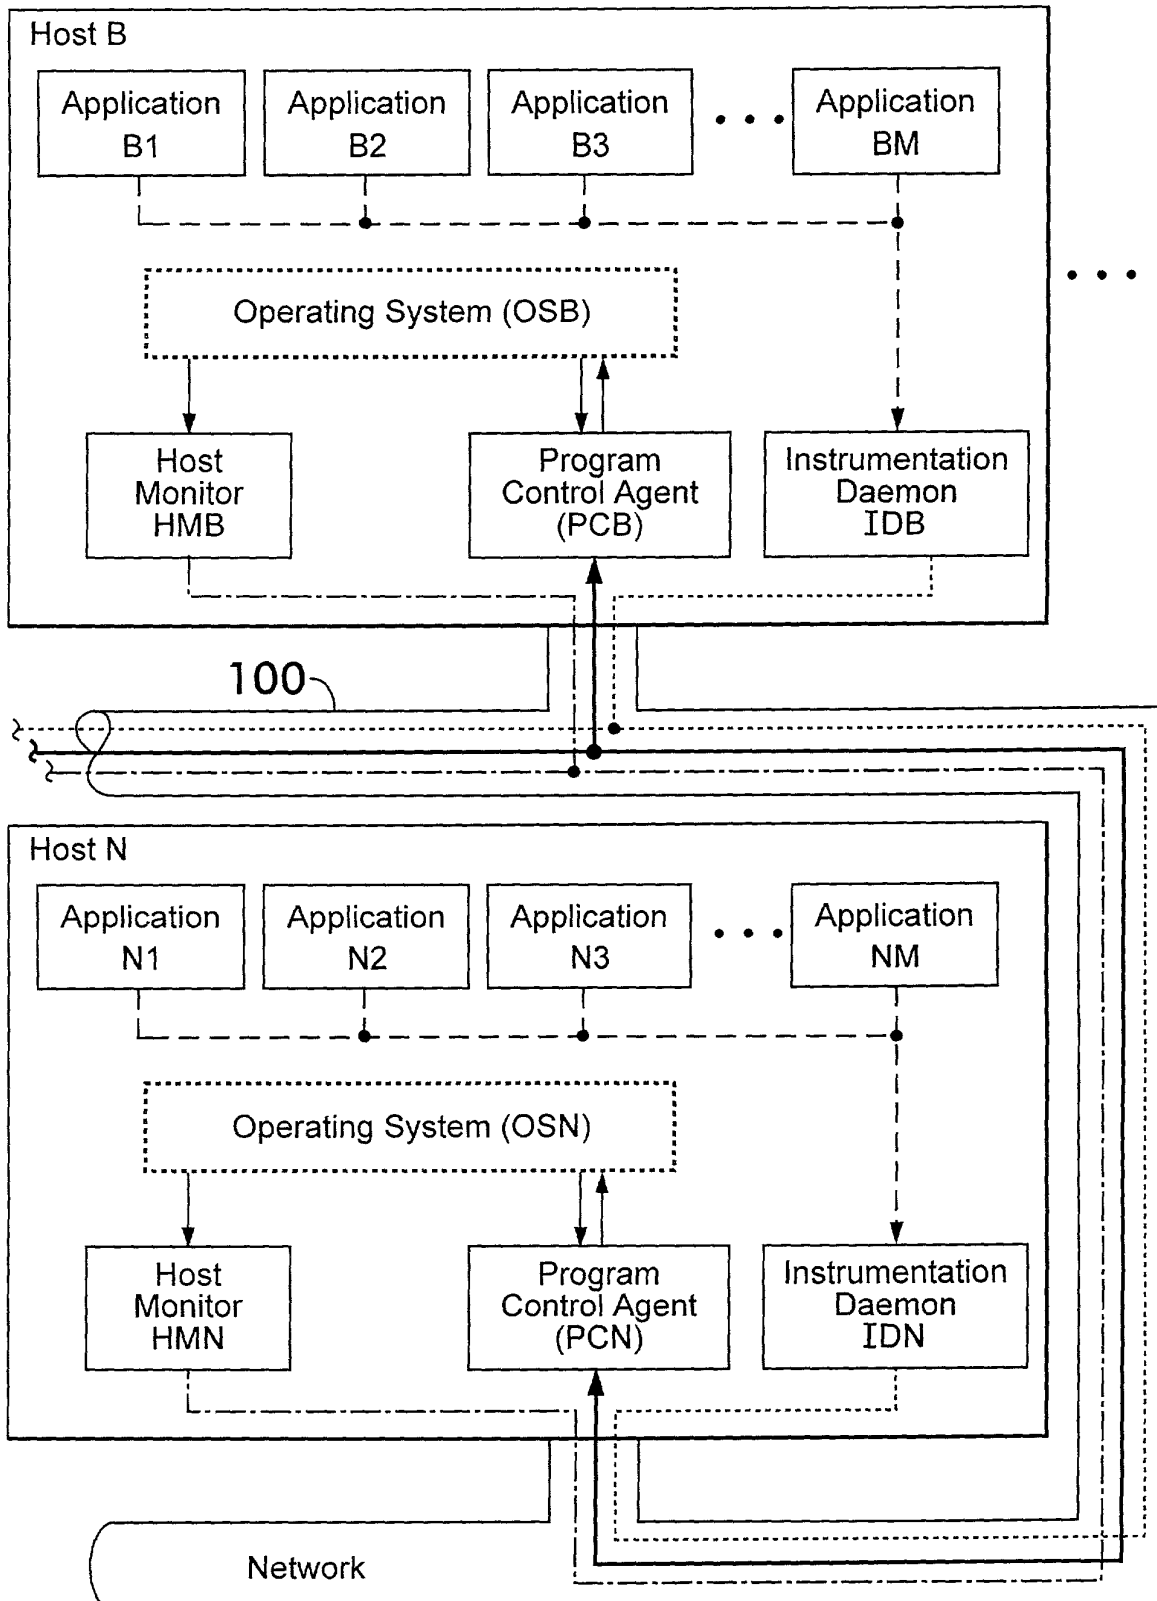 Host B
Application
B1
Application
B2
Application
B3
Application
BM
Operating System (OSB)
Host
Monitor
HMB
Program
Control Agent
(PCB)
Instrumentation
Daemon
IDB
100
Host N
Application
N1
Application
N2
Application
N3
Application
NM
Operating System (OSN)
Host
Monitor
HMN
Program
Control Agent
(PCN)
Instrumentation
Daemon
IDN
Network